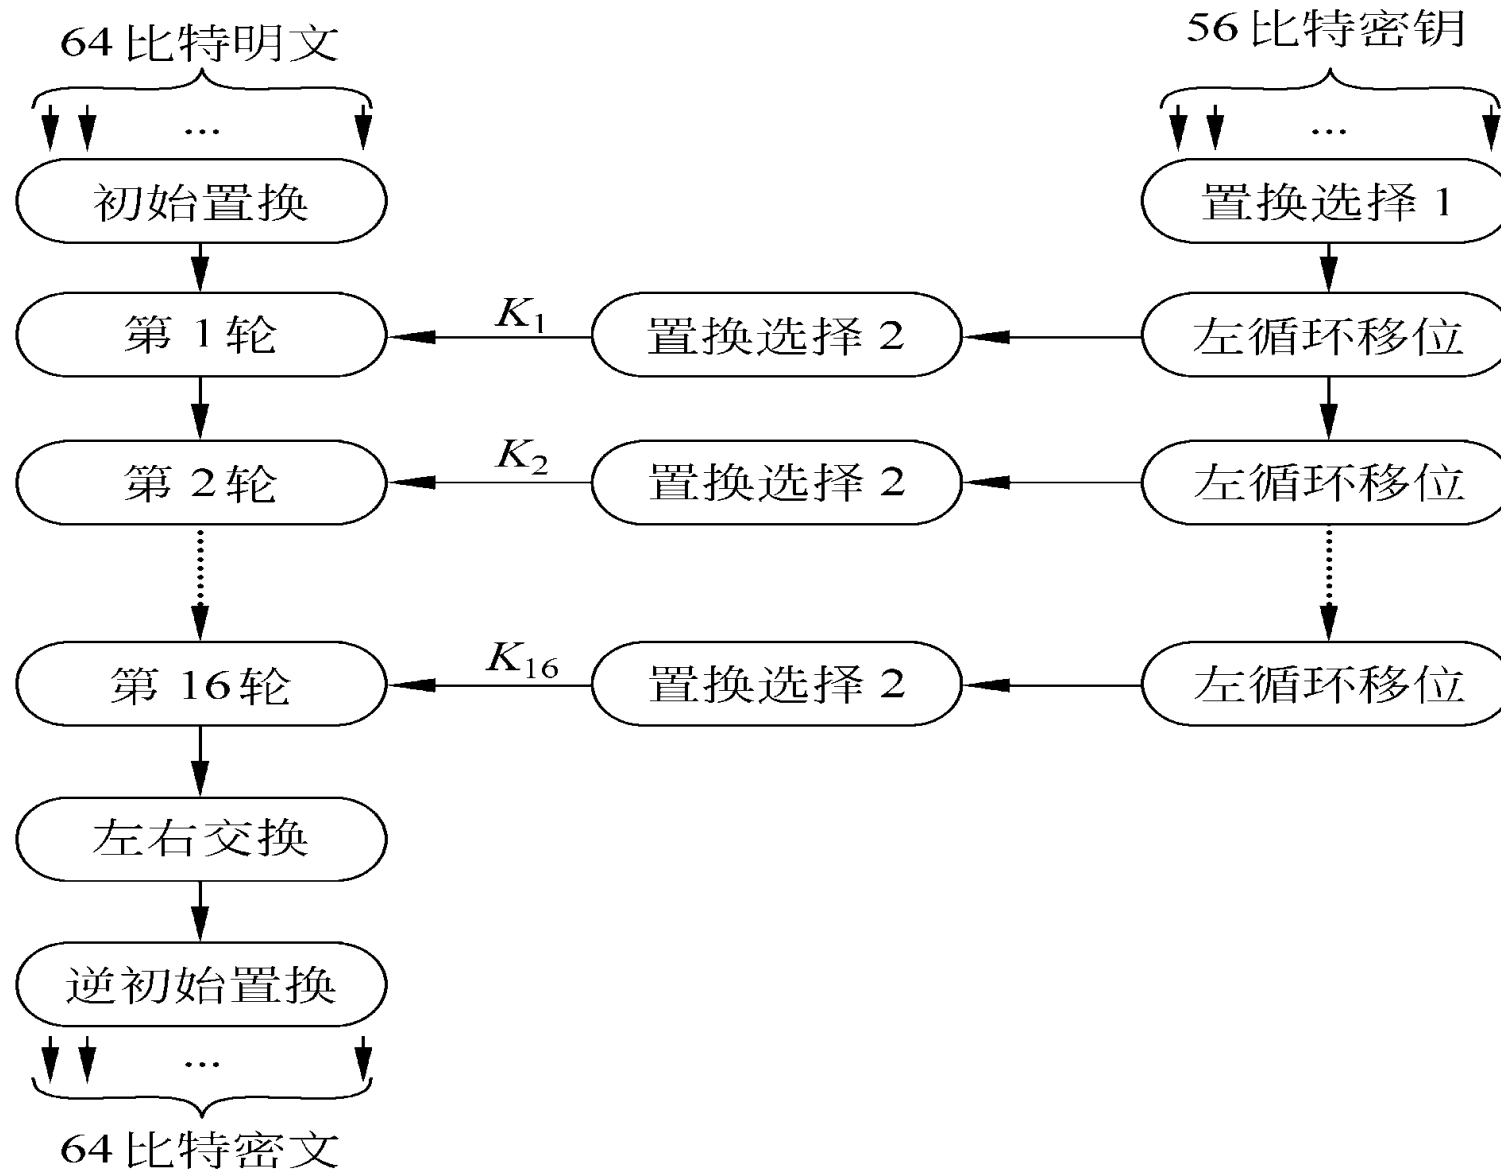 64比特明文
56比特密钥
...
...
初始置换
置换选择1
第1轮
K1
置换选择2
左循环移位
第2轮
K2
置换选择2
左循环移位
第16轮
K16
置换选择2
左循环移位
左右交换
逆初始置换
...
64比特密文